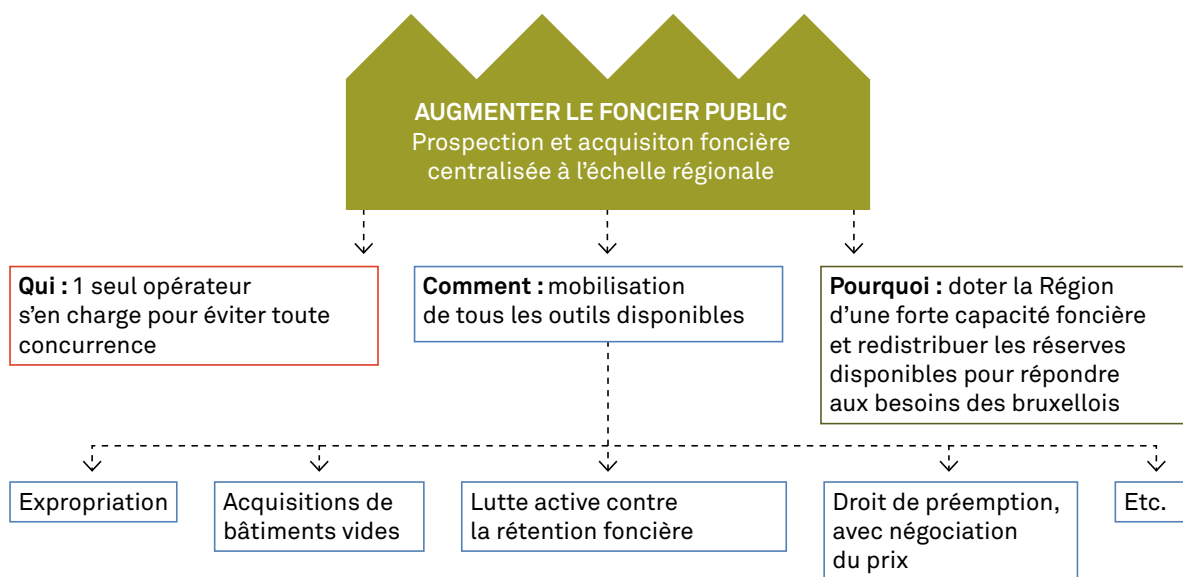 AUGMENTER LE FONCIER PUBLIC
Prospection et acquisiton foncière
centralisée à l’échelle régionale
Qui : 1 seul opérateur
s’en charge pour éviter toute
concurrence
Comment : mobilisation
de tous les outils disponibles
Pourquoi : doter la Région
d’une forte capacité foncière
et redistribuer les réserves
disponibles pour répondre
aux besoins des bruxellois
Expropriation
Acquisitions de
bâtiments vides
Lutte active contre
la rétention foncière
Droit de préemption,
avec négociation
du prix
Etc.